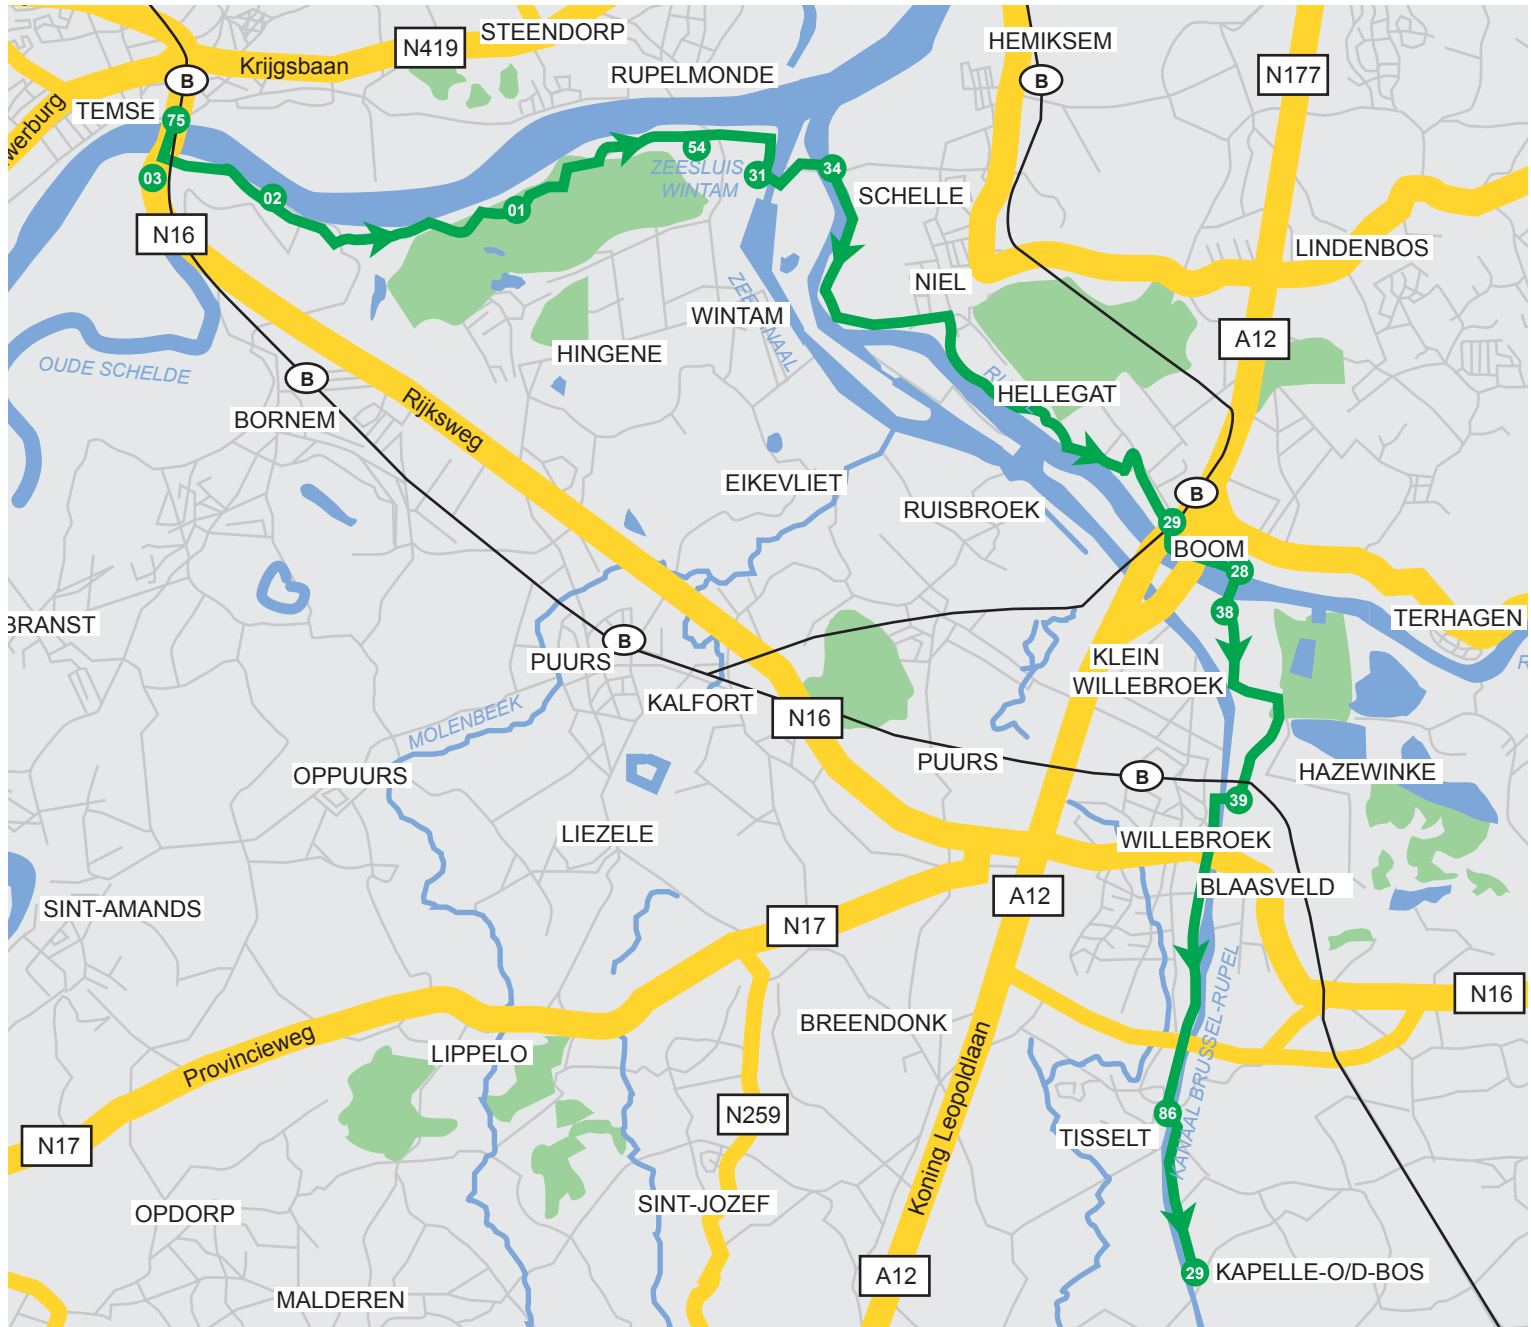 STEENDORP
HEMIKSEM
N419
Krijgsbaan
RUPELMONDE
N177
B
B
TEMSE
werburg
75
54
ZEESLUIS
WINTAM
03
02
01
31
34
SCHELLE
N16
LINDENBOS
NIEL
WINTAM
A12
HINGENE
OUDE SCHELDE
B
HELLEGAT
BORNEM
Rijksweg
EIKEVLIET
B
RUISBROEK
29
BOOM
28
38
BRANST
TERHAGEN
B
PUURS
KLEIN
WILLEBROEK
KALFORT
MOLENBEEK
N16
PUURS
OPPUURS
B
HAZEWINKE
39
LIEZELE
WILLEBROEK
BLAASVELD
A12
SINT-AMANDS
N17
N16
BREENDONK
KANAAL BRUSSEL-RUPEL
Provincieweg
LIPPELO
Koning Leopoldlaan
N259
86
TISSELT
N17
SINT-JOZEF
OPDORP
A12
29
KAPELLE-O/D-BOS
MALDEREN